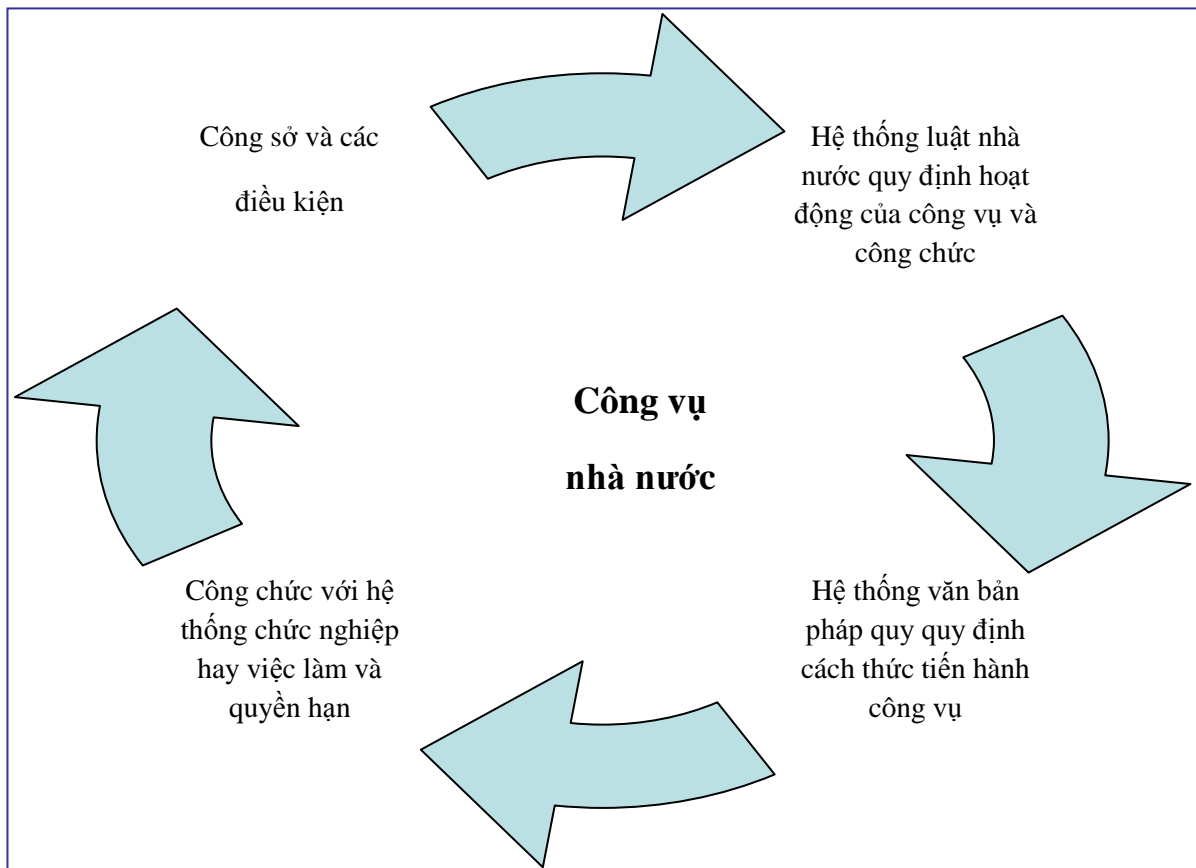 Công sở và các
điều kiện
Hệ thống luật nhà
nước quy định hoạt
động của công vụ và
công chức
Công vụ
nhà nước
Công chức với hệ
thống chức nghiệp
hay việc làm và
quyền hạn
Hệ thống văn bản
pháp quy quy định
cách thức tiến hành
công vụ